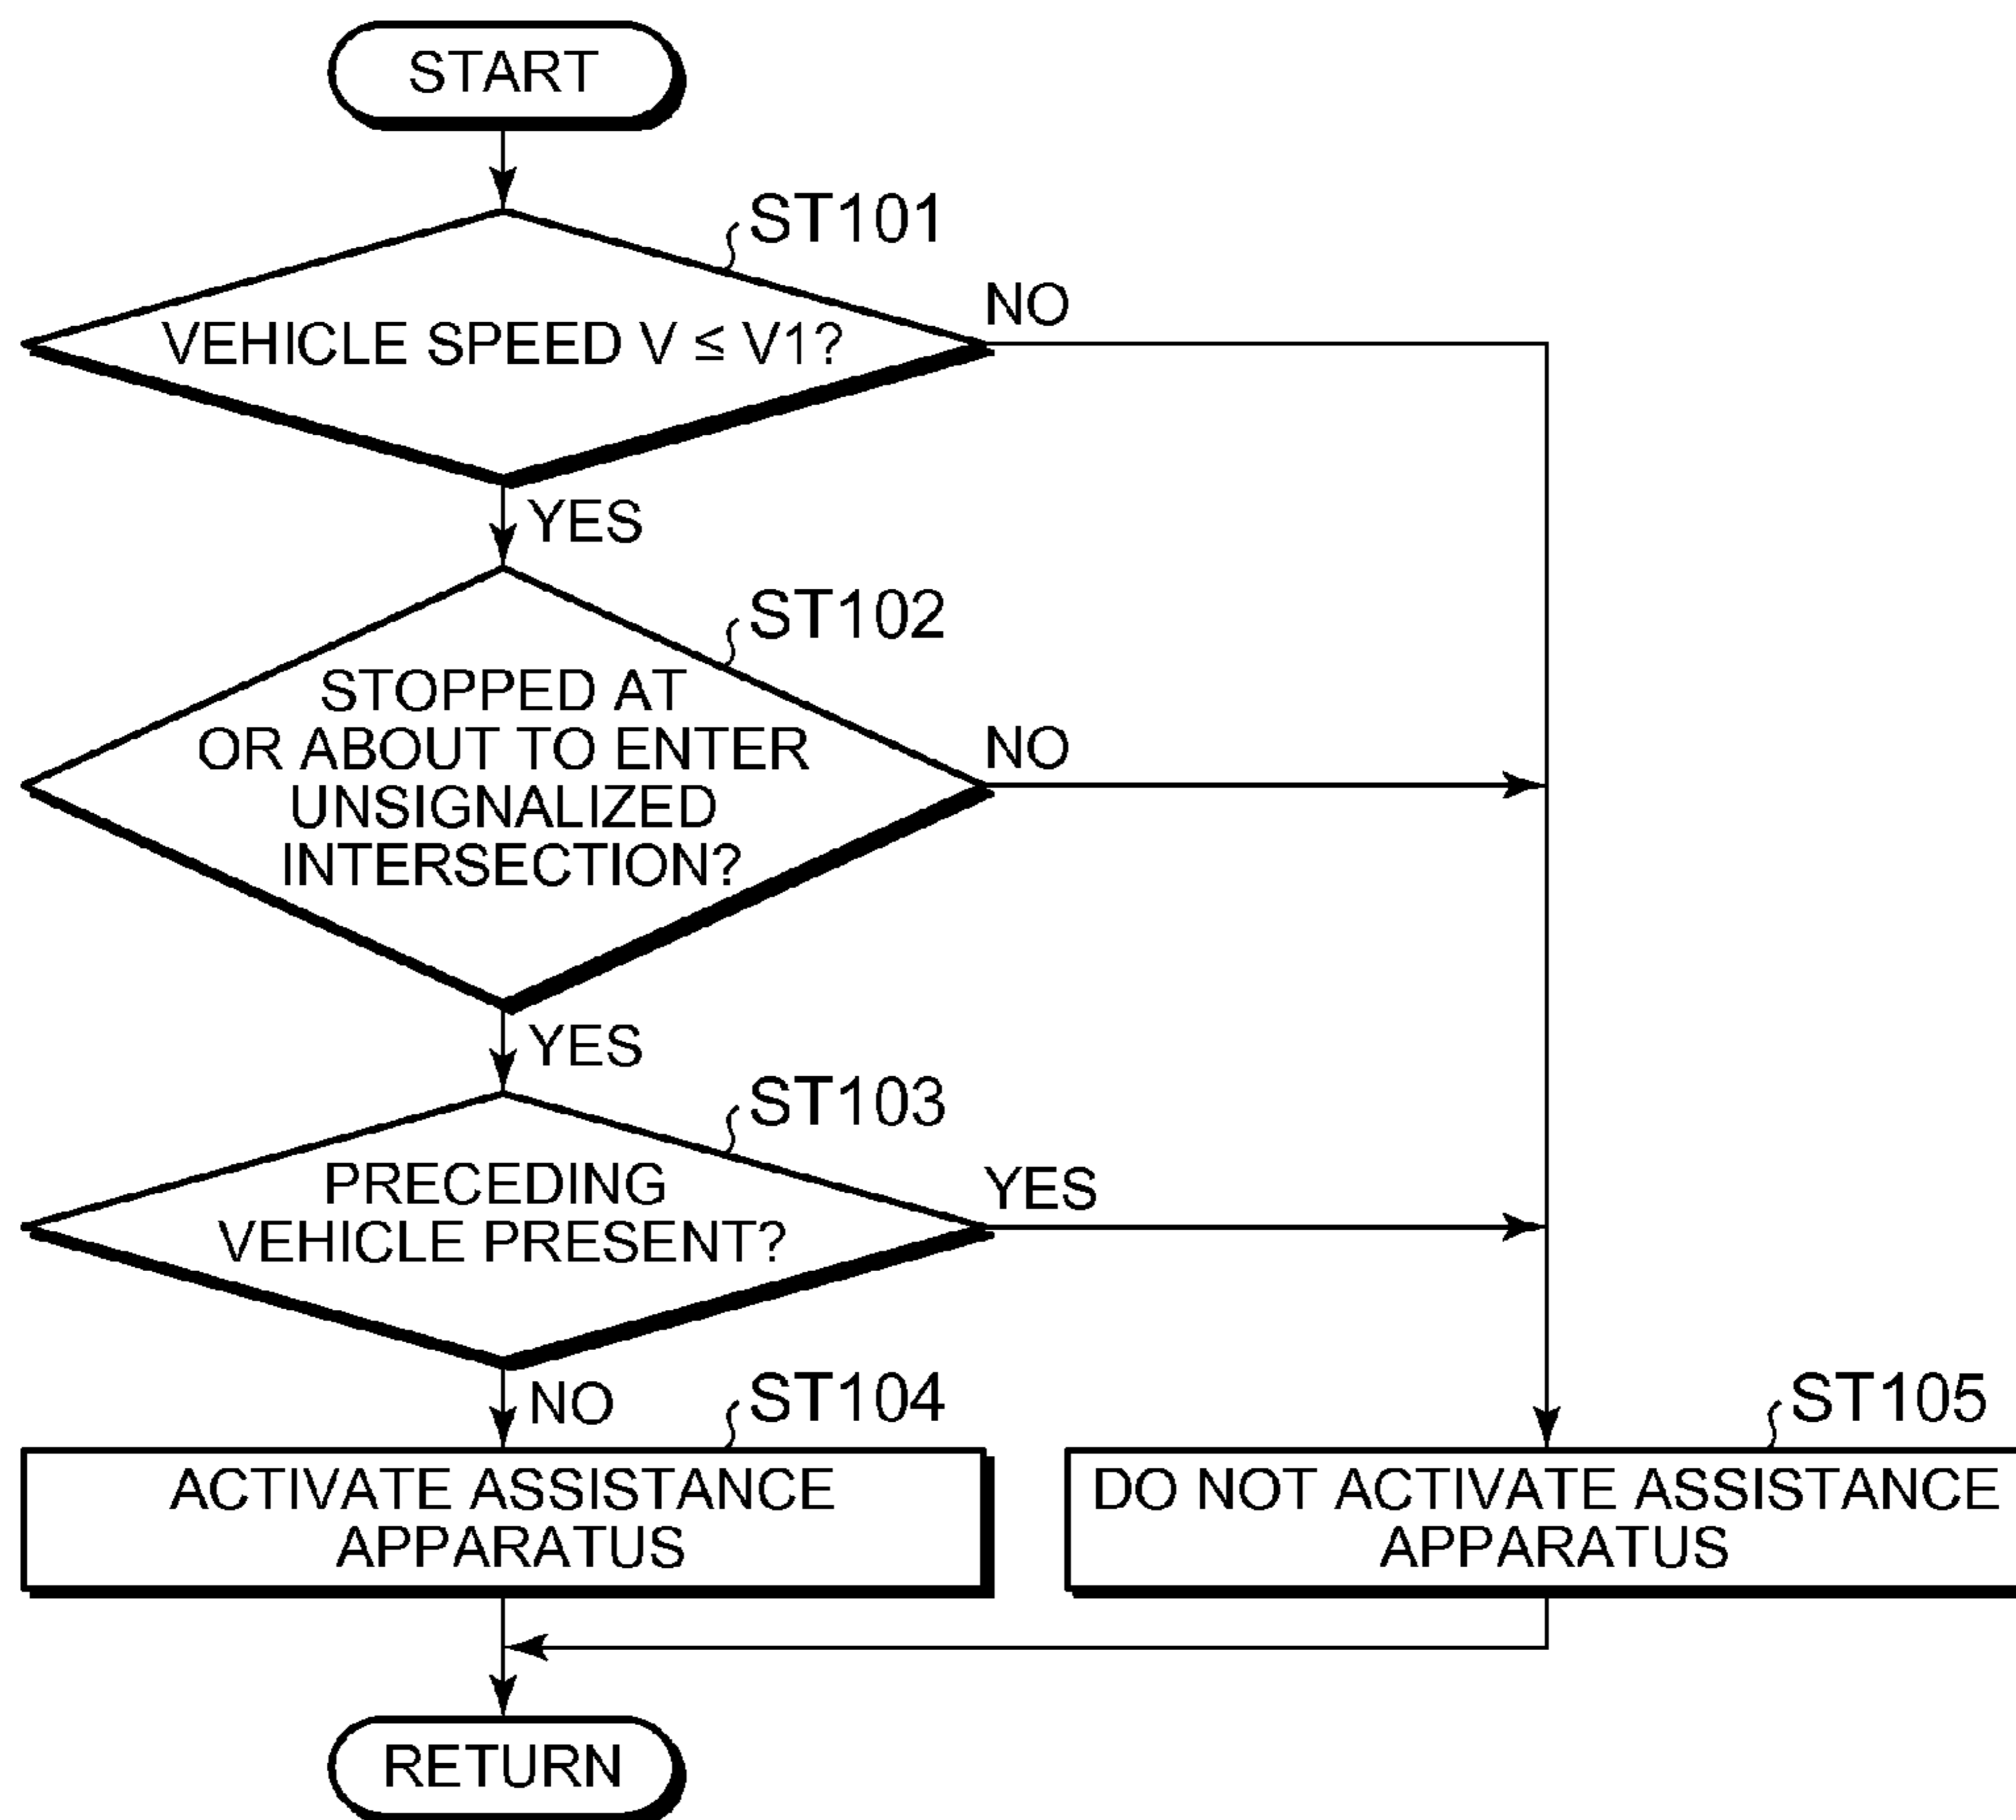 START
ST101
VEHICLE SPEED V ≤ V1?
NO
YES
ST102
STOPPED AT
OR ABOUT TO ENTER
UNSIGNALIZED
INTERSECTION?
NO
YES
ST103
PRECEDING
VEHICLE PRESENT?
YES
NO
ST104
ACTIVATE ASSISTANCE
APPARATUS
ST105
DO NOT ACTIVATE ASSISTANCE
APPARATUS
RETURN